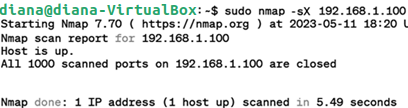 diana@diana-VirtualBox:~$ sudo nmap -sX 192.168.1.100
Starting Nmap 7.70 ( https://nmap.org ) at 2023-05-11 18:20 U
Nmap scan report for 192.168.1.100
Host is up.
All 1000 scanned ports on 192.168.1.100 are closed
Nmap done: 1 IP address (1 host up) scanned in 5.49 seconds